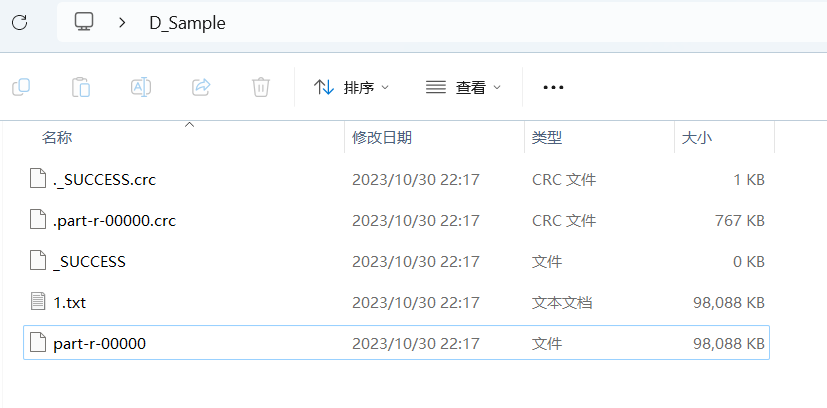 D_Sample
排序 查看
名称 修改日期 类型 大小
._SUCCESS.crc 2023/10/30 22:17 CRC 文件 1 KB
.part-r-00000.crc 2023/10/30 22:17 CRC 文件 767 KB
_SUCCESS 2023/10/30 22:17 文件 0 KB
1.txt 2023/10/30 22:17 文本文档 98,088 KB
part-r-00000 2023/10/30 22:17 文件 98,088 KB